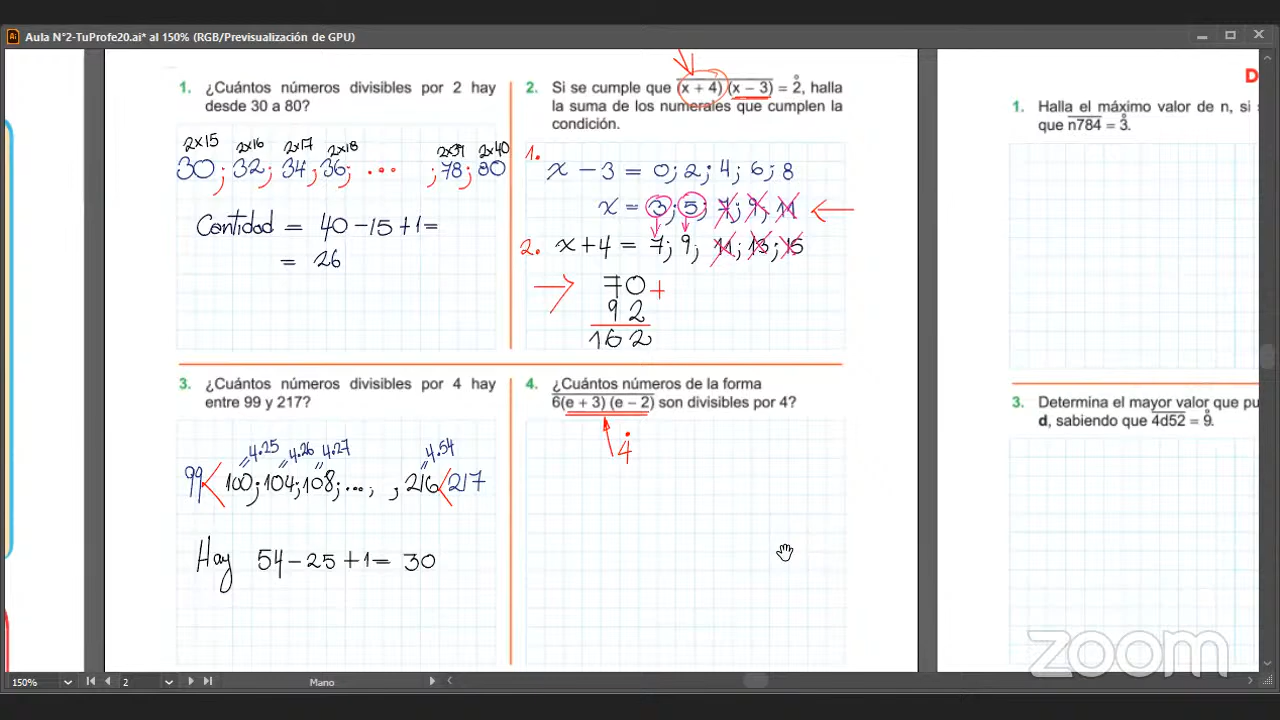 Aula N°2-TuProfe20.ai* al 150% (RGB/Previsualización de GPU)
1. ¿Cuántos números divisibles por 2 hay
desde 30 a 80?
2x15 2x16 2x17 2x18 2x39 2x40
30; 32; 34; 36; ... ; 78; 80
Cantidad = 40 - 15 + 1 =
= 26
2. Si se cumple que (x + 4) (x – 3) = 2, halla
la suma de los numerales que cumplen la
condición.
1. x - 3 = 0; 2; 4; 6; 8
x = 3; 5; 7; 9; 11
2. x + 4 = 7; 9; 11; 13; 15
70 +
92
162
3. ¿Cuántos números divisibles por 4 hay
entre 99 y 217?
4.25 4.26 4.27 4.54
99 < 100; 104; 108; ...; ; 216 < 217
Hay 54 - 25 + 1 = 30
4. ¿Cuántos números de la forma
6(e + 3) (e – 2) son divisibles por 4?
4
D
1. Halla el máximo valor de n, si
que n784 = 3.
3. Determina el mayor valor que
d, sabiendo que 4d52 = 9.
zoom
150% 2 Mano